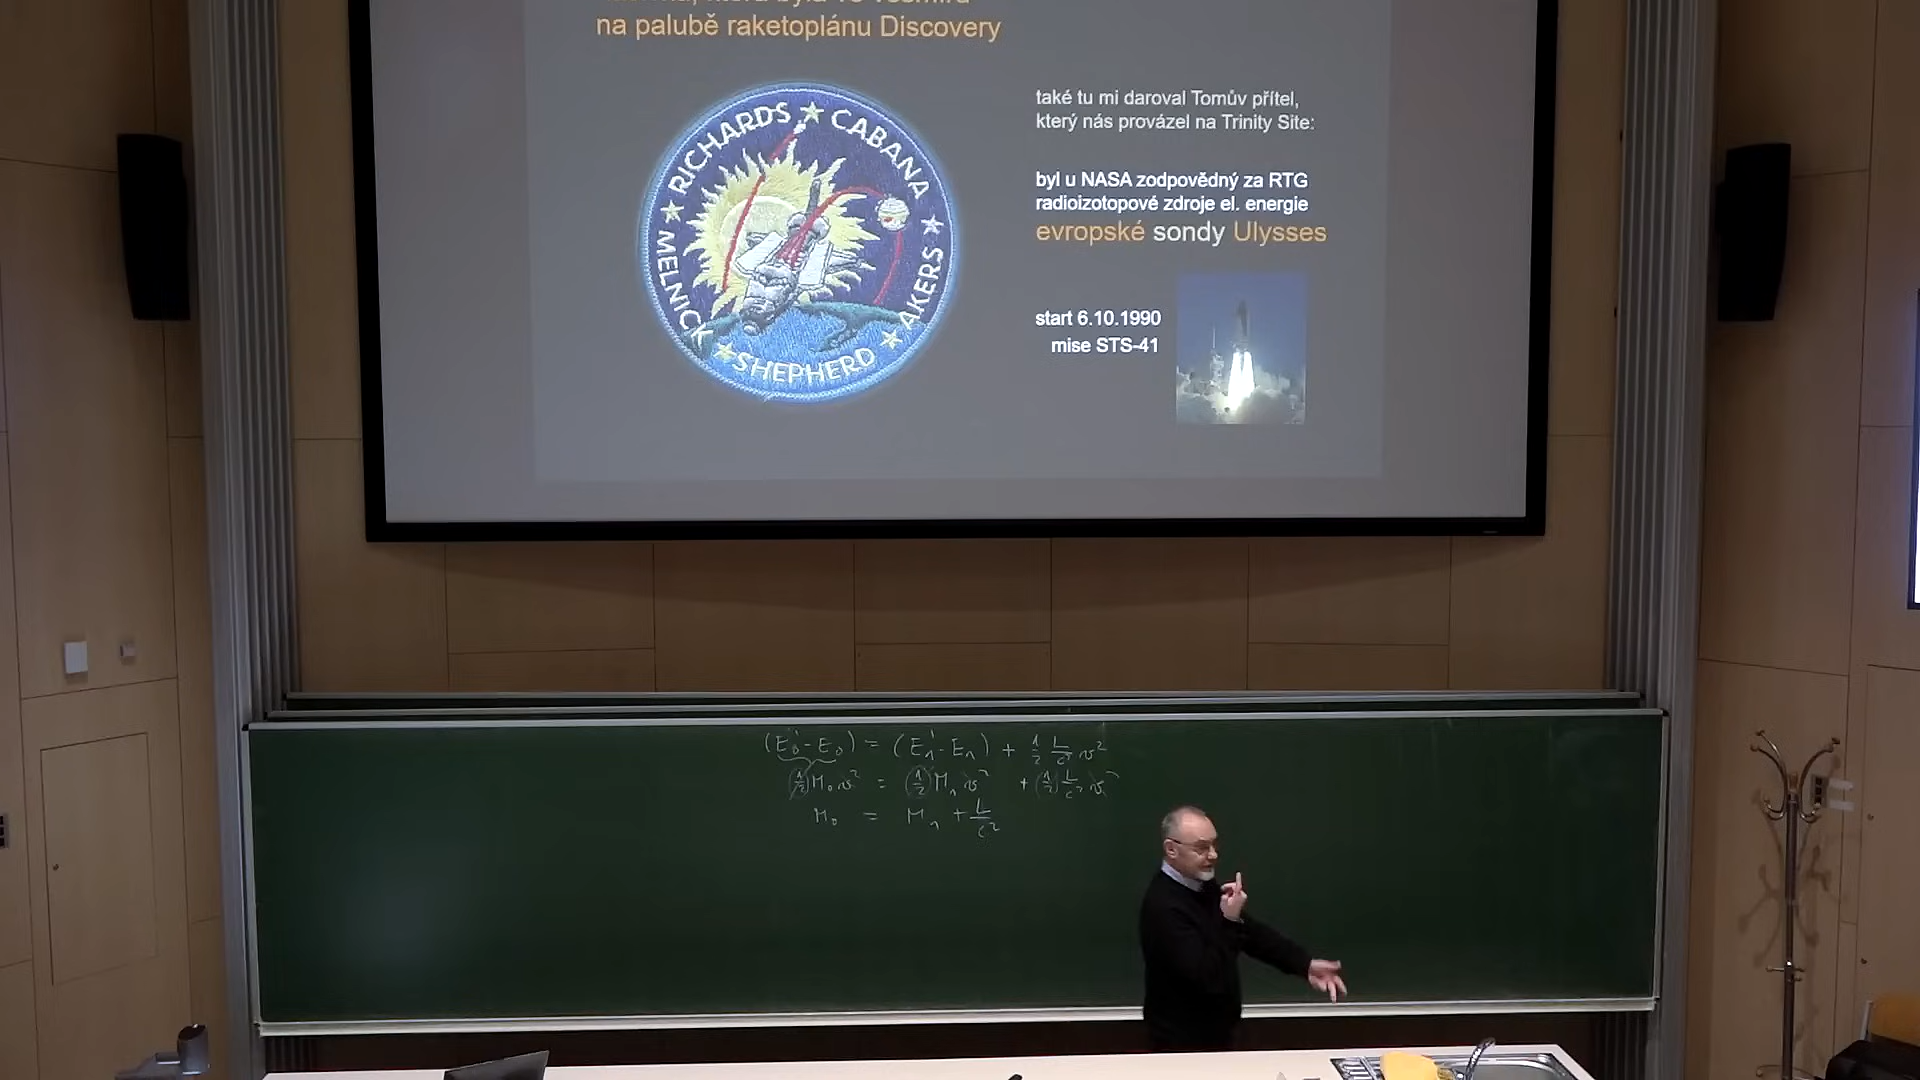 na palubě raketoplánu Discovery
RICHARDS ★ CABANA ★ AKERS ★ SHEPHERD ★ MELNICK ★
také tu mi daroval Tomův přítel,
který nás provázel na Trinity Site:
byl u NASA zodpovědný za RTG
radioizotopové zdroje el. energie
evropské sondy Ulysses
start 6.10.1990
mise STS-41
(E₀' - E₀) = (E₁' - E₁) + 1/2 L/c² v²
(1/2) M₀ v² = (1/2) M₁ v² + (1/2) L/c² v²
M₀ = M₁ + L/c²